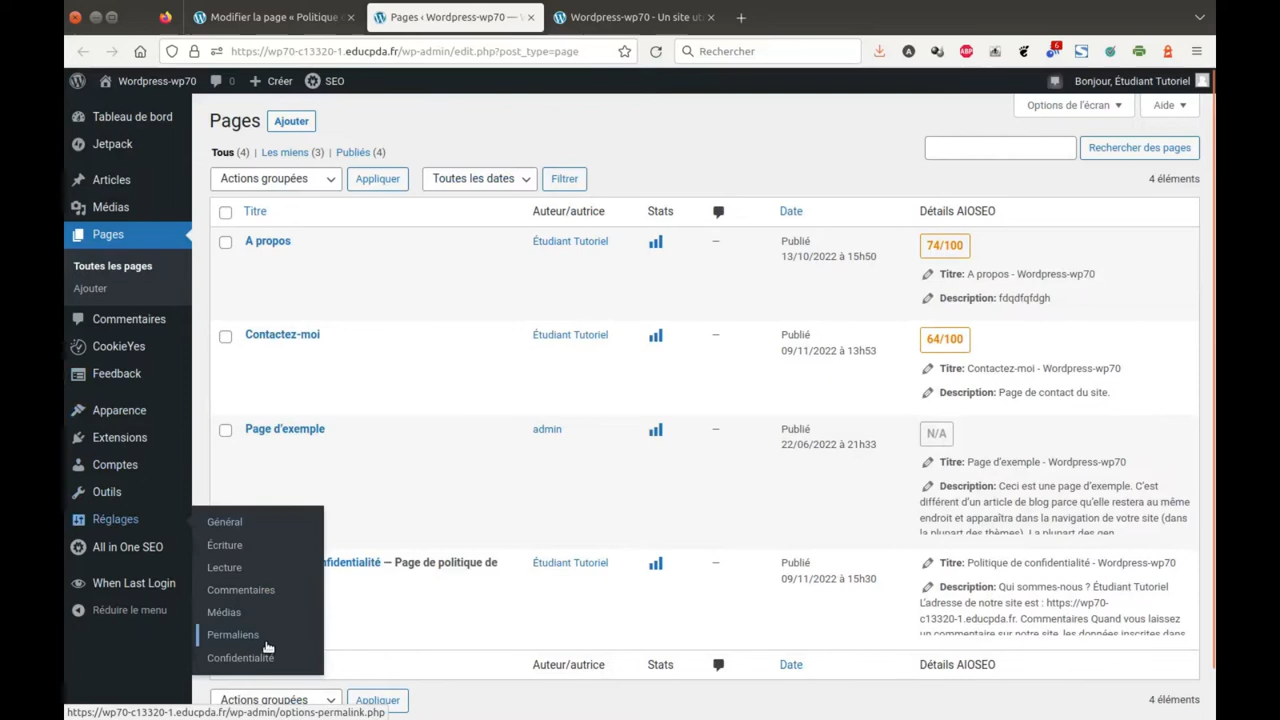 Modifier la page « Politique
Pages ‹ Wordpress-wp70 —
Wordpress-wp70 - Un site ut
https://wp70-c13320-1.educpda.fr/wp-admin/edit.php?post_type=page
Rechercher
ABP
6
Wordpress-wp70
0
Créer
SEO
Bonjour, Étudiant Tutoriel
Tableau de bord
Jetpack
Articles
Médias
Pages
Toutes les pages
Ajouter
Commentaires
CookieYes
Feedback
Apparence
Extensions
Comptes
Outils
Réglages
All in One SEO
When Last Login
Réduire le menu
Général
Écriture
Lecture
Commentaires
Médias
Permaliens
Confidentialité
Pages
Ajouter
Options de l'écran
Aide
Tous (4) | Les miens (3) | Publiés (4)
Rechercher des pages
Actions groupées
Appliquer
Toutes les dates
Filtrer
4 éléments
Titre
Auteur/autrice
Stats
Date
Détails AIOSEO
A propos
Étudiant Tutoriel
—
Publié
13/10/2022 à 15h50
74/100
Titre: A propos - Wordpress-wp70
Description: fdqdfqfdgh
Contactez-moi
Étudiant Tutoriel
—
Publié
09/11/2022 à 13h53
64/100
Titre: Contactez-moi - Wordpress-wp70
Description: Page de contact du site.
Page d'exemple
admin
—
Publié
22/06/2022 à 21h33
N/A
Titre: Page d'exemple - Wordpress-wp70
Description: Ceci est une page d'exemple. C'est
différent d'un article de blog parce qu'elle restera au même
endroit et apparaîtra dans la navigation de votre site (dans
la plupart des thèmes). La plupart des gen
nfidentialité — Page de politique de
Étudiant Tutoriel
—
Publié
09/11/2022 à 15h30
Titre: Politique de confidentialité - Wordpress-wp70
Description: Qui sommes-nous ? Étudiant Tutoriel
L'adresse de notre site est : https://wp70-
c13320-1.educpda.fr. Commentaires Quand vous laissez
un commentaire sur notre site, les données inscrites dans
Auteur/autrice
Stats
Date
Détails AIOSEO
Actions groupées
Appliquer
4 éléments
https://wp70-c13320-1.educpda.fr/wp-admin/options-permalink.php